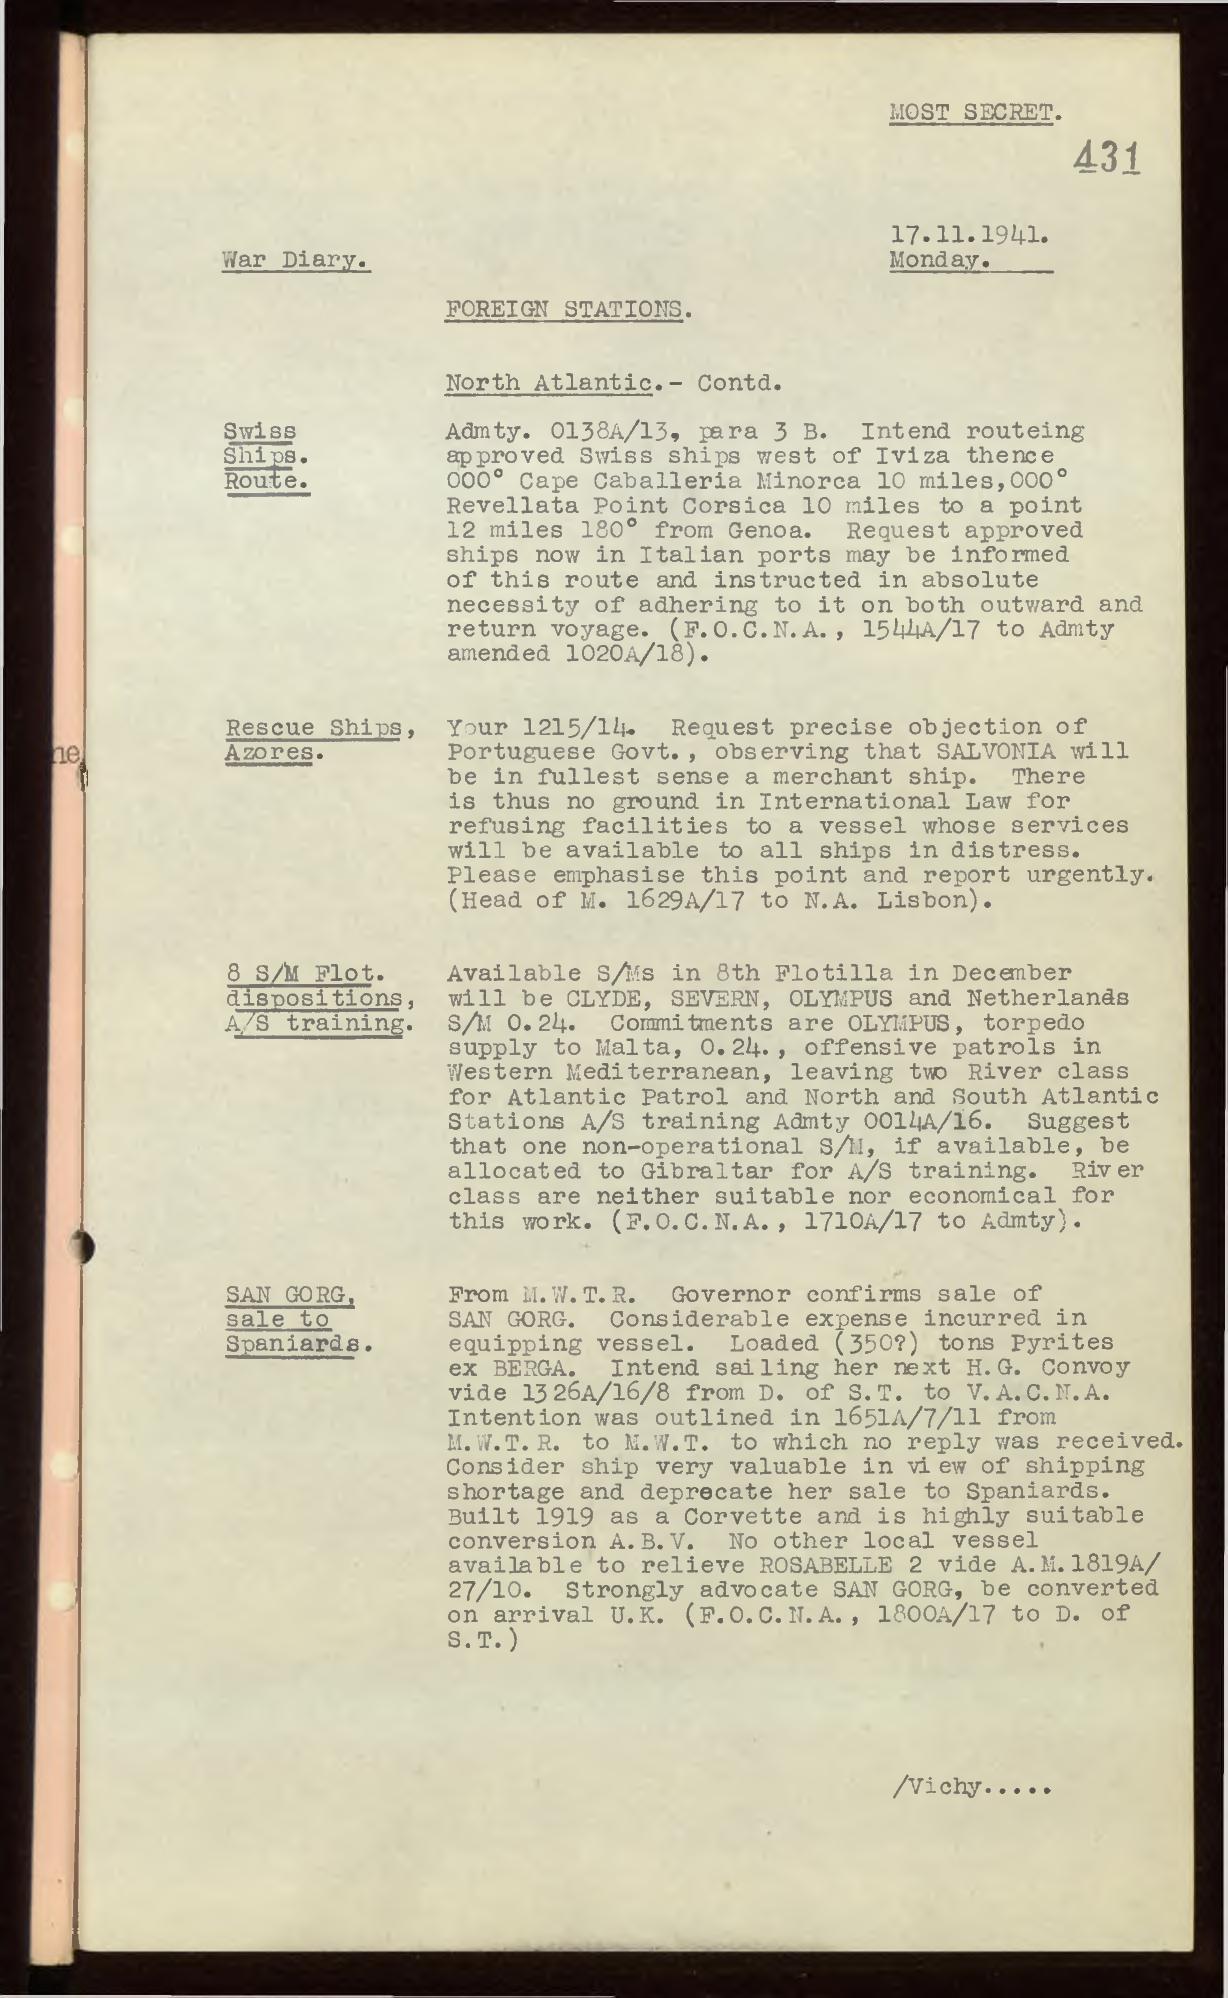 MOST SECRET.
431
17.11.1941.
War Diary.
Monday.
FOREIGN STATIONS.
North Atlantic.- Contd.
Swiss
Ships.
Route.
Admty. 0138A/13, para 3 B. Intend routeing
approved Swiss ships west of Iviza thence
000° Cape Caballeria Minorca 10 miles,000°
Revellata Point Corsica 10 miles to a point
12 miles 180° from Genoa. Request approved
ships now in Italian ports may be informed
of this route and instructed in absolute
necessity of adhering to it on both outward and
return voyage. (F.O.C.N.A., 1544A/17 to Admty
amended 1020A/18).
Rescue Ships,
Azores.
Your 1215/14. Request precise objection of
Portuguese Govt., observing that SALVONIA will
be in fullest sense a merchant ship. There
is thus no ground in International Law for
refusing facilities to a vessel whose services
will be available to all ships in distress.
Please emphasise this point and report urgently.
(Head of M. 1629A/17 to N.A. Lisbon).
8 S/M Flot.
dispositions,
A/S training.
Available S/Ms in 8th Flotilla in December
will be CLYDE, SEVERN, OLYMPUS and Netherlands
S/M 0.24. Commitments are OLYMPUS, torpedo
supply to Malta, 0.24., offensive patrols in
Western Mediterranean, leaving two River class
for Atlantic Patrol and North and South Atlantic
Stations A/S training Admty 0014A/16. Suggest
that one non-operational S/M, if available, be
allocated to Gibraltar for A/S training. River
class are neither suitable nor economical for
this work. (F.O.C.N.A., 1710A/17 to Admty).
SAN GORG,
sale to
Spaniards.
From M.W.T.R. Governor confirms sale of
SAN GORG. Considerable expense incurred in
equipping vessel. Loaded (350?) tons Pyrites
ex BERGA. Intend sailing her next H.G. Convoy
vide 1326A/16/8 from D. of S.T. to V.A.C.N.A.
Intention was outlined in 1651A/7/11 from
M.W.T.R. to M.W.T. to which no reply was received.
Consider ship very valuable in view of shipping
shortage and deprecate her sale to Spaniards.
Built 1919 as a Corvette and is highly suitable
conversion A.B.V. No other local vessel
available to relieve ROSABELLE 2 vide A.M.1819A/
27/10. Strongly advocate SAN GORG, be converted
on arrival U.K. (F.O.C.N.A., 1800A/17 to D. of
S.T.)
/Vichy.....